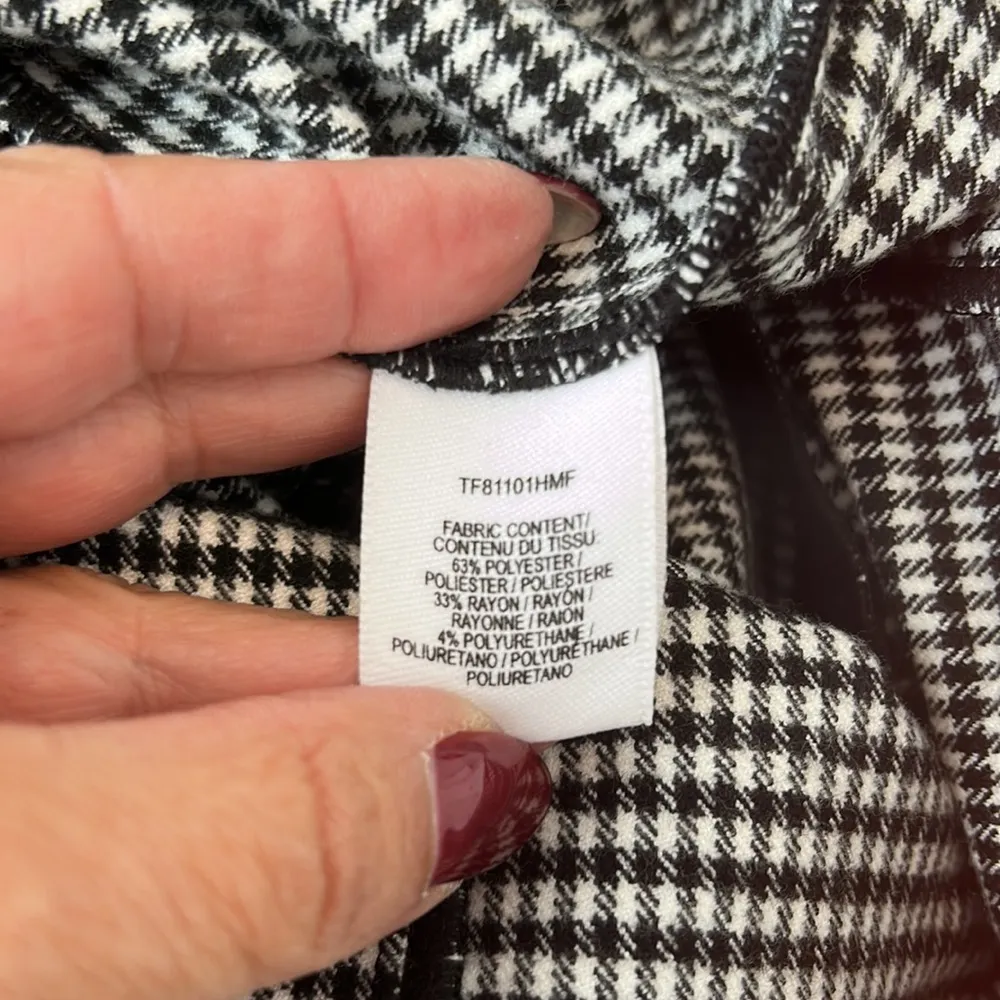 TF81101HMF
FABRIC CONTENT/
CONTENU DU TISSU:
63% POLYESTER /
POLIÉSTER / POLIESTERE
33% RAYON / RAYÓN /
RAYONNE / RAION
4% POLYURETHANE /
POLIURETANO / POLYURÉTHANE /
POLIURETANO